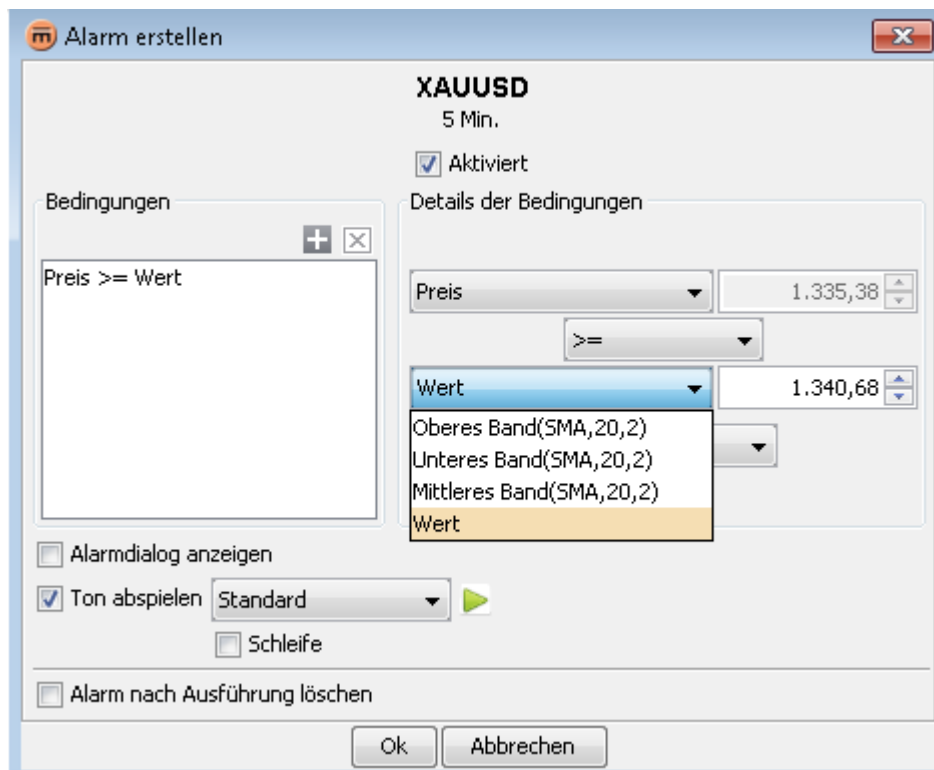 Alarm erstellen
XAUUSD
5 Min.
Aktiviert
Bedingungen
Preis >= Wert
Details der Bedingungen
Preis 1.335,38
>=
Wert 1.340,68
Oberes Band(SMA,20,2)
Unteres Band(SMA,20,2)
Mittleres Band(SMA,20,2)
Wert
Alarmdialog anzeigen
Ton abspielen Standard
Schleife
Alarm nach Ausführung löschen
Ok Abbrechen